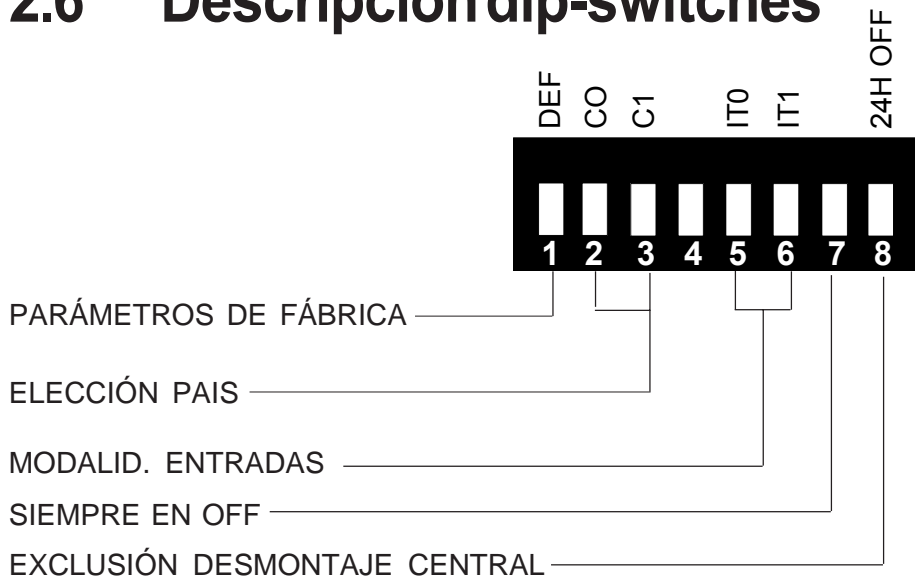 2.6 Descripción dip-switches
DEF CO C1 IT0 IT1 24H OFF
1 2 3 4 5 6 7 8
PARÁMETROS DE FÁBRICA
ELECCIÓN PAIS
MODALID. ENTRADAS
SIEMPRE EN OFF
EXCLUSIÓN DESMONTAJE CENTRAL